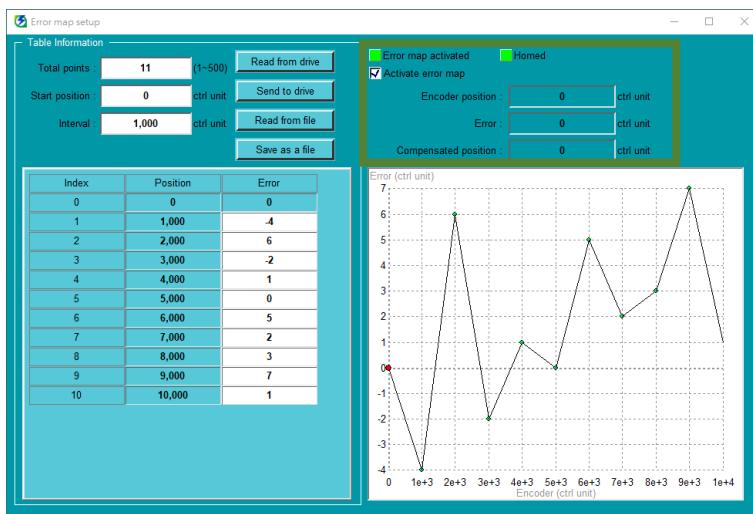 Error map setup
Table Information
Total points : 11 (1~500) Read from drive
Start position : 0 ctrl unit Send to drive
Interval : 1,000 ctrl unit Read from file
Save as a file
Error map activated Homed
Activate error map
Encoder position : 0 ctrl unit
Error : 0 ctrl unit
Compensated position : 0 ctrl unit
Index Position Error
0 0 0
1 1,000 -4
2 2,000 6
3 3,000 -2
4 4,000 1
5 5,000 0
6 6,000 5
7 7,000 2
8 8,000 3
9 9,000 7
10 10,000 1
Error (ctrl unit)
7
6
5
4
3
2
1
0
-1
-2
-3
-4
0 1e+3 2e+3 3e+3 4e+3 5e+3 6e+3 7e+3 8e+3 9e+3 1e+4
Encoder (ctrl unit)